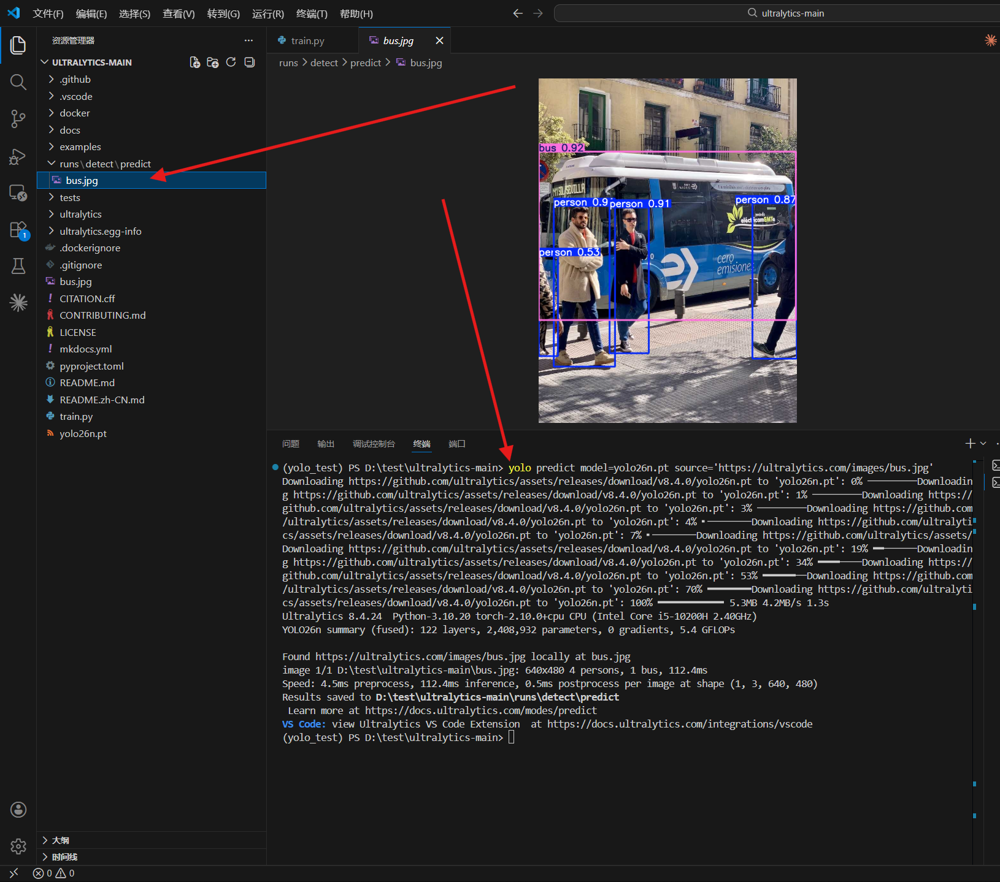 文件(F) 编辑(E) 选择(S) 查看(V) 转到(G) 运行(R) 终端(T) 帮助(H) ultralytics-main
资源管理器
ULTRALYTICS-MAIN
.github
.vscode
docker
docs
examples
runs\detect\predict
bus.jpg
tests
ultralytics
ultralytics.egg-info
.dockerignore
.gitignore
bus.jpg
CITATION.cff
CONTRIBUTING.md
LICENSE
mkdocs.yml
pyproject.toml
README.md
README.zh-CN.md
train.py
yolo26n.pt
大纲
时间线
1
train.py bus.jpg
runs detect predict bus.jpg
bus 0.92
M1 SOL/SEVILLA
person 0.9 person 0.91 person 0.87
eléctricamEMTe
person 0.53
cero
emisiones
问题 输出 调试控制台 终端 端口
(yolo_test) PS D:\test\ultralytics-main> yolo predict model=yolo26n.pt source='https://ultralytics.com/images/bus.jpg'
Downloading https://github.com/ultralytics/assets/releases/download/v8.4.0/yolo26n.pt to 'yolo26n.pt': 0% ────────Downloadin
g https://github.com/ultralytics/assets/releases/download/v8.4.0/yolo26n.pt to 'yolo26n.pt': 1% ────────Downloading https://
github.com/ultralytics/assets/releases/download/v8.4.0/yolo26n.pt to 'yolo26n.pt': 3% ────────Downloading https://github.com
/ultralytics/assets/releases/download/v8.4.0/yolo26n.pt to 'yolo26n.pt': 4% ────────Downloading https://github.com/ultralyti
cs/assets/releases/download/v8.4.0/yolo26n.pt to 'yolo26n.pt': 7% ────────Downloading https://github.com/ultralytics/assets/
Downloading https://github.com/ultralytics/assets/releases/download/v8.4.0/yolo26n.pt to 'yolo26n.pt': 19% ━━──────Downloadin
g https://github.com/ultralytics/assets/releases/download/v8.4.0/yolo26n.pt to 'yolo26n.pt': 34% ━━━━────Downloading https://
github.com/ultralytics/assets/releases/download/v8.4.0/yolo26n.pt to 'yolo26n.pt': 53% ━━━━━━──Downloading https://github.com
/ultralytics/assets/releases/download/v8.4.0/yolo26n.pt to 'yolo26n.pt': 70% ━━━━━━━━Downloading https://github.com/ultralyti
cs/assets/releases/download/v8.4.0/yolo26n.pt to 'yolo26n.pt': 100% ━━━━━━━━━━━━ 5.3MB 4.2MB/s 1.3s
Ultralytics 8.4.24  Python-3.10.20 torch-2.10.0+cpu CPU (Intel Core i5-10200H 2.40GHz)
YOLO26n summary (fused): 122 layers, 2,408,932 parameters, 0 gradients, 5.4 GFLOPs
Found https://ultralytics.com/images/bus.jpg locally at bus.jpg
image 1/1 D:\test\ultralytics-main\bus.jpg: 640x480 4 persons, 1 bus, 112.4ms
Speed: 4.5ms preprocess, 112.4ms inference, 0.5ms postprocess per image at shape (1, 3, 640, 480)
Results saved to D:\test\ultralytics-main\runs\detect\predict
Learn more at https://docs.ultralytics.com/modes/predict
VS Code: view Ultralytics VS Code Extension  at https://docs.ultralytics.com/integrations/vscode
(yolo_test) PS D:\test\ultralytics-main>
0 0